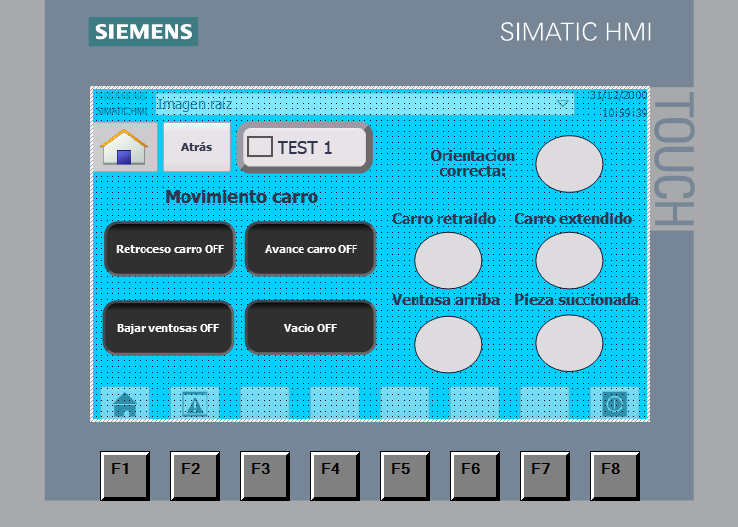 SIEMENS
SIMATIC HMI
TOUCH
SIEMENS
SIMATIC HMI
Imagen raíz
31/12/2000
10:59:39
Atrás
TEST 1
Orientacion
correcta:
Movimiento carro
Carro retraido
Carro extendido
Retroceso carro OFF
Avance carro OFF
Ventosa arriba
Pieza succionada
Bajar ventosas OFF
Vacio OFF
F1
F2
F3
F4
F5
F6
F7
F8